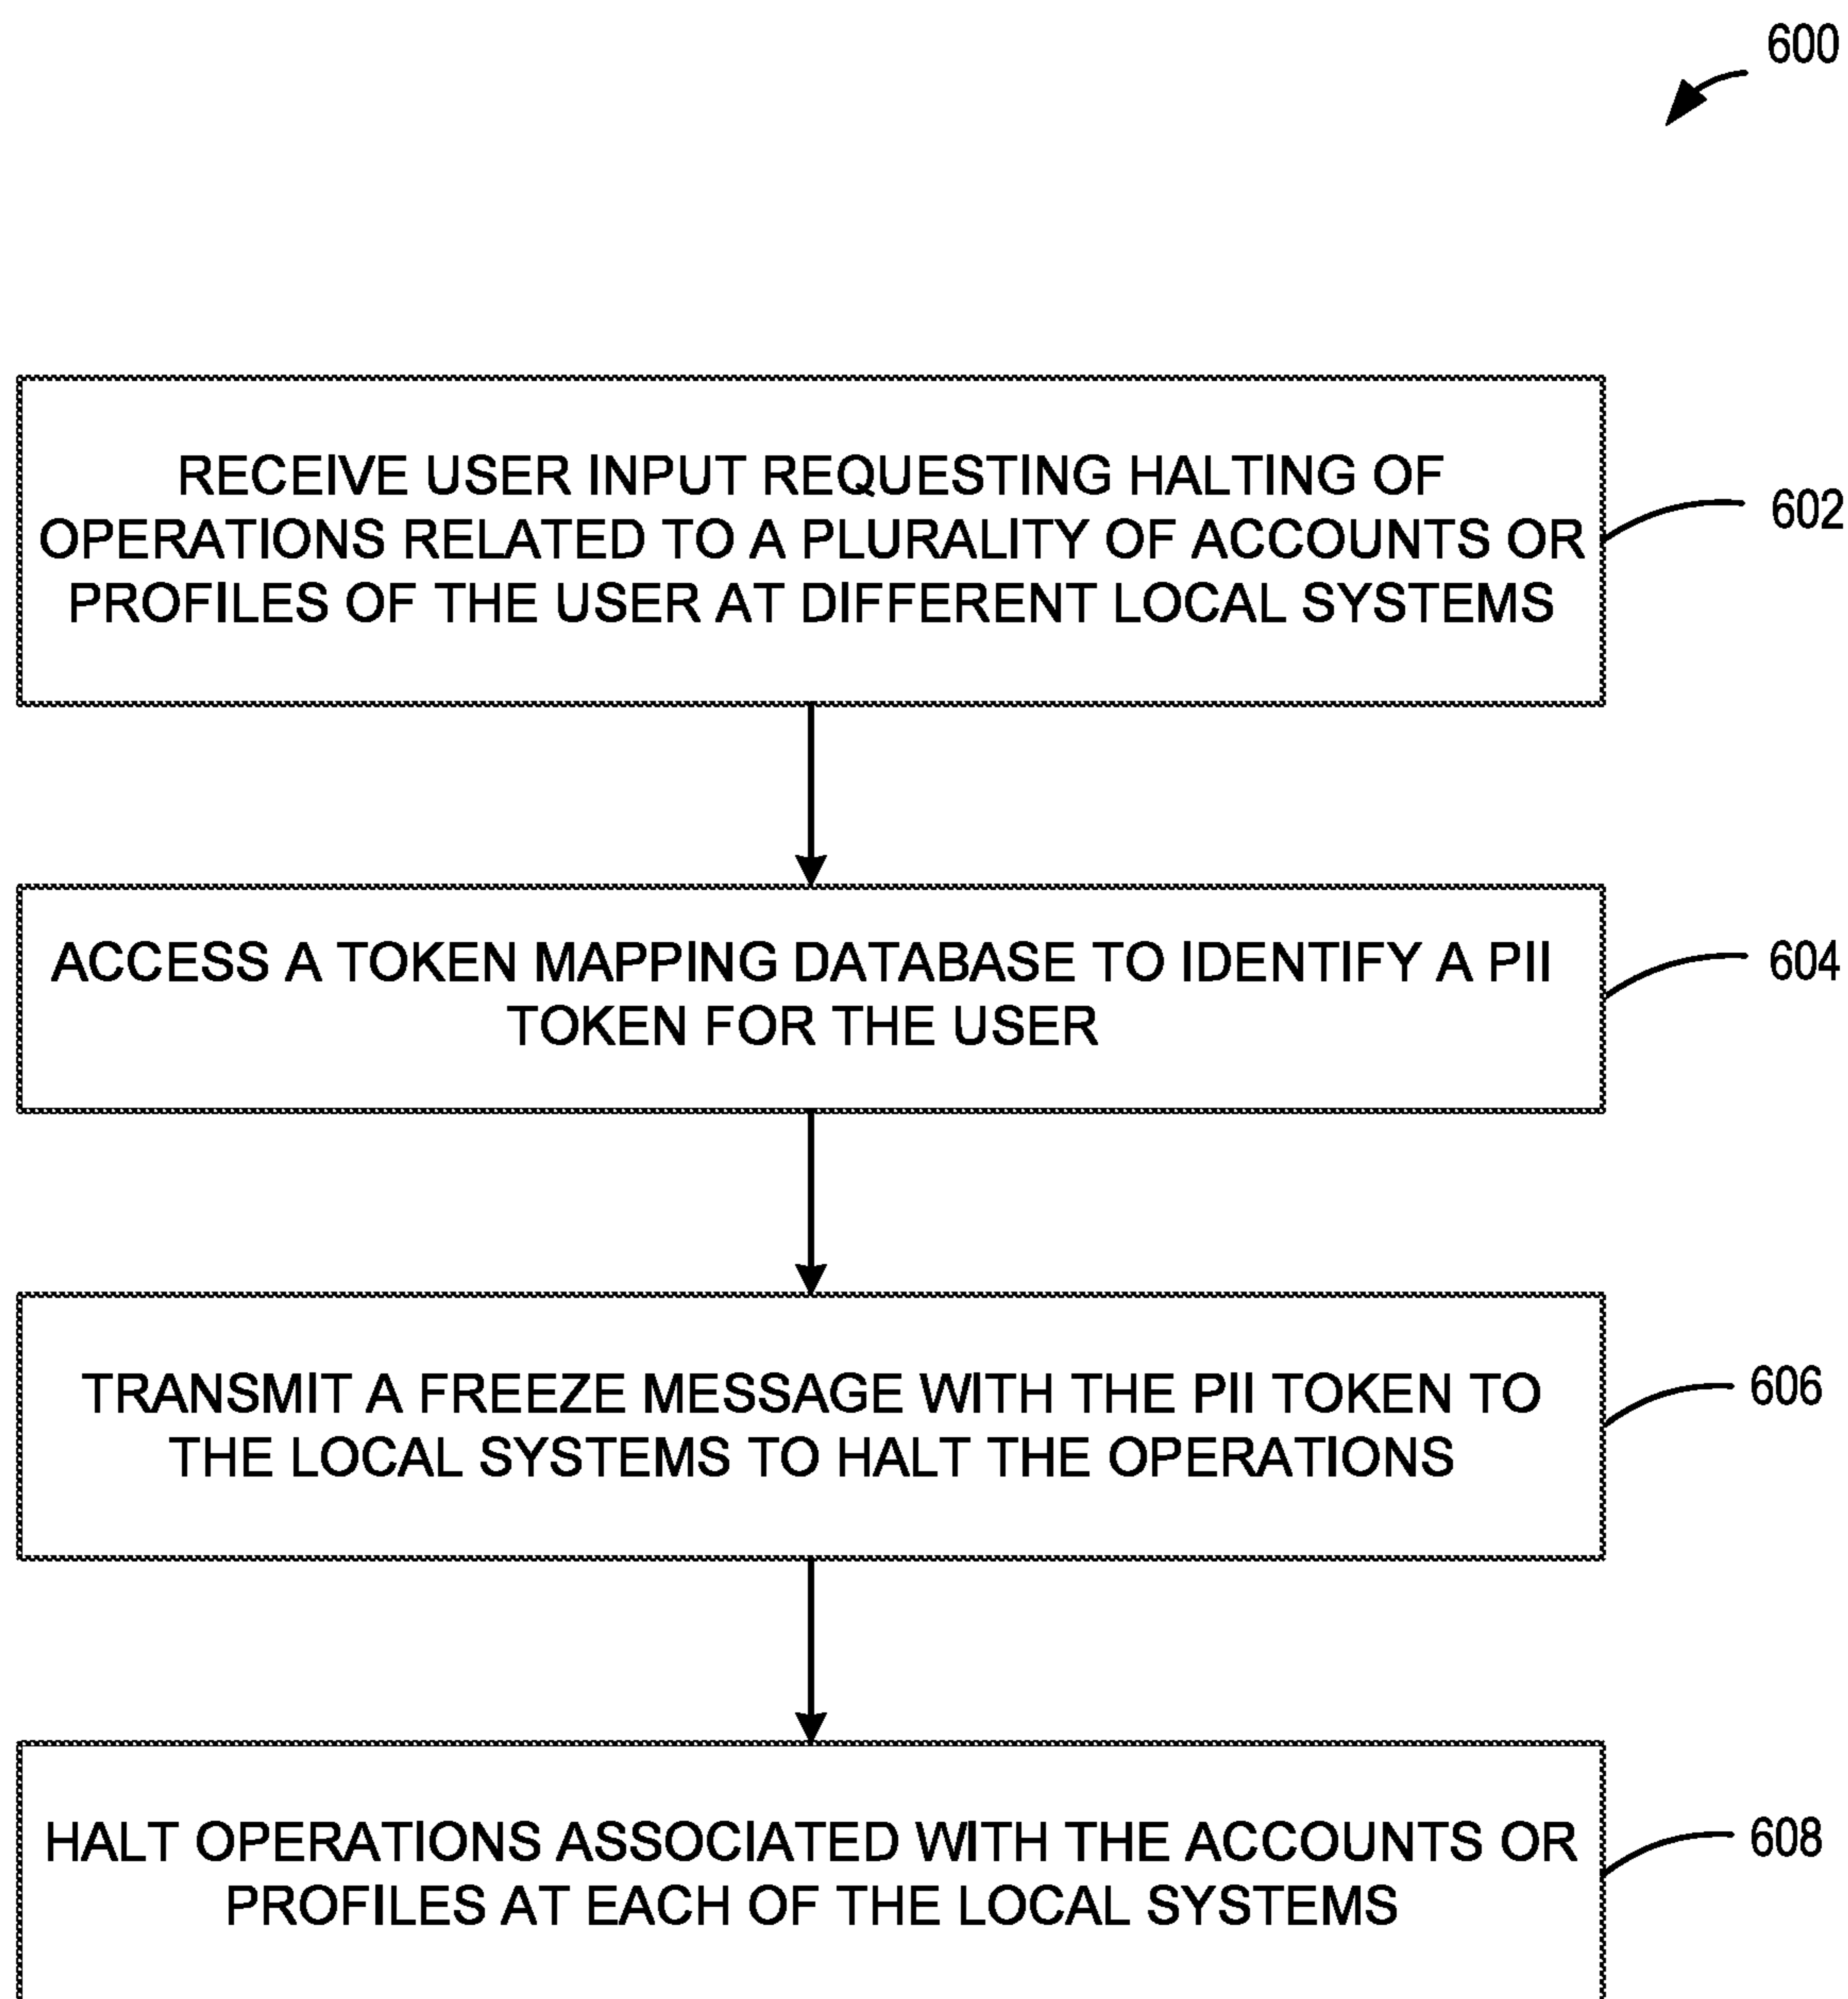 600
RECEIVE USER INPUT REQUESTING HALTING OF
OPERATIONS RELATED TO A PLURALITY OF ACCOUNTS OR
PROFILES OF THE USER AT DIFFERENT LOCAL SYSTEMS
602
ACCESS A TOKEN MAPPING DATABASE TO IDENTIFY A PII
TOKEN FOR THE USER
604
TRANSMIT A FREEZE MESSAGE WITH THE PII TOKEN TO
THE LOCAL SYSTEMS TO HALT THE OPERATIONS
606
HALT OPERATIONS ASSOCIATED WITH THE ACCOUNTS OR
PROFILES AT EACH OF THE LOCAL SYSTEMS
608